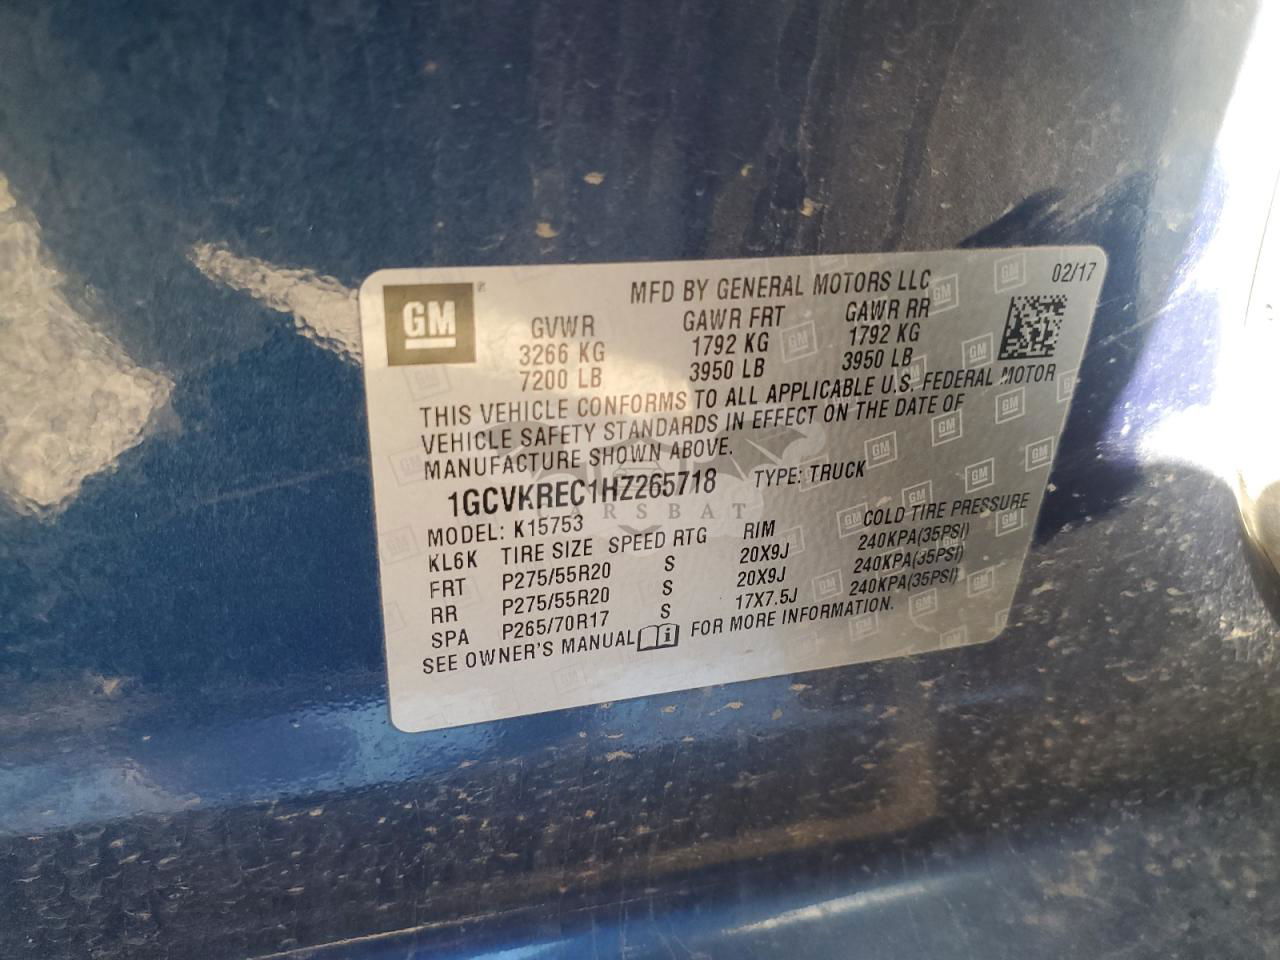 GM
MFD BY GENERAL MOTORS LLC
02/17
GVWR GAWR FRT GAWR RR
3266 KG 1792 KG 1792 KG
7200 LB 3950 LB 3950 LB
THIS VEHICLE CONFORMS TO ALL APPLICABLE U.S. FEDERAL MOTOR
VEHICLE SAFETY STANDARDS IN EFFECT ON THE DATE OF
MANUFACTURE SHOWN ABOVE.
1GCVKREC1HZ265718 TYPE: TRUCK
CARSBAT
MODEL: K15753
KL6K TIRE SIZE SPEED RTG RIM COLD TIRE PRESSURE
FRT P275/55R20 S 20X9J 240KPA(35PSI)
RR P275/55R20 S 20X9J 240KPA(35PSI)
SPA P265/70R17 S 17X7.5J 240KPA(35PSI)
SEE OWNER'S MANUAL FOR MORE INFORMATION.